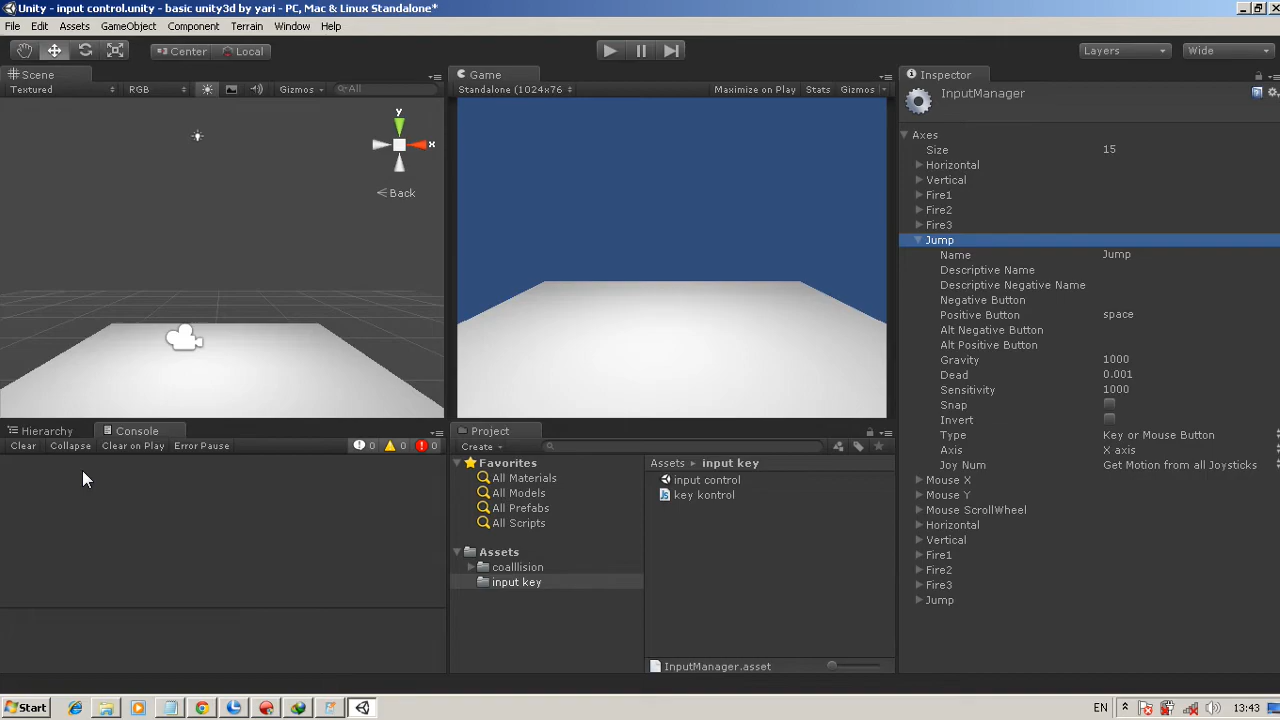 Unity - input control.unity - basic unity3d by yari - PC, Mac & Linux Standalone*
File Edit Assets GameObject Component Terrain Window Help
Center Local Layers Wide
Scene
Textured RGB Gizmos All
y
x
Back
Game
Standalone (1024x76 Maximize on Play Stats Gizmos
Hierarchy Console
Clear Collapse Clear on Play Error Pause 0 0 0
Project
Create
Favorites
All Materials
All Models
All Prefabs
All Scripts
Assets
coalllision
input key
Assets input key
input control
key kontrol
InputManager.asset
Inspector
InputManager
Axes
Size 15
Horizontal
Vertical
Fire1
Fire2
Fire3
Jump
Name Jump
Descriptive Name
Descriptive Negative Name
Negative Button
Positive Button space
Alt Negative Button
Alt Positive Button
Gravity 1000
Dead 0.001
Sensitivity 1000
Snap
Invert
Type Key or Mouse Button
Axis X axis
Joy Num Get Motion from all Joysticks
Mouse X
Mouse Y
Mouse ScrollWheel
Horizontal
Vertical
Fire1
Fire2
Fire3
Jump
Start EN 13:43